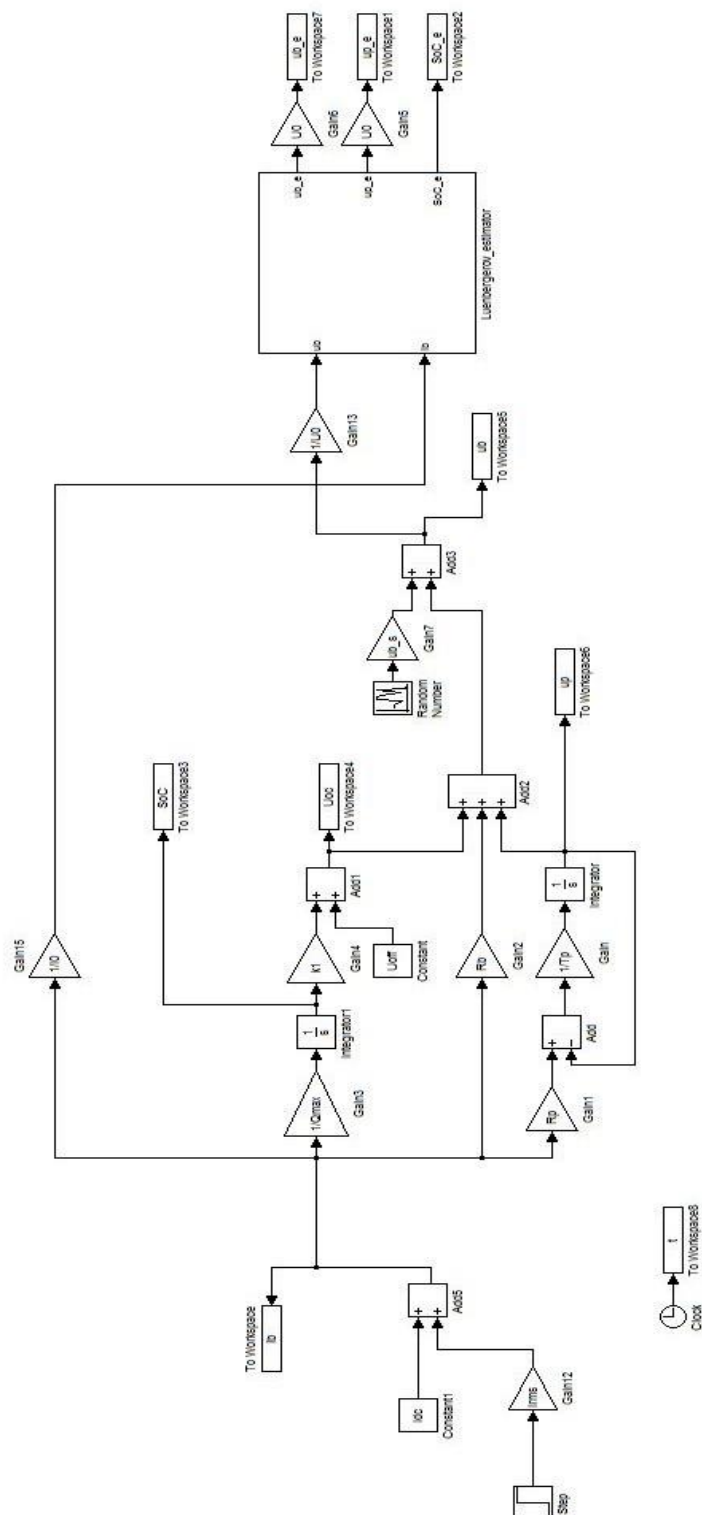 Step
Irms
Gain12
Idc
Constant1
Add5
Ib
To Workspace
Clock
t
To Workspace8
1/I0
Gain15
1/Qmax
Gain3
1
s
Integrator1
SoC
To Workspace3
k1
Gain4
Uoff
Constant
Add1
Uoc
To Workspace4
Rb
Gain2
Rp
Gain1
Add
1/Tp
Gain
1
s
Integrator
up
To Workspace6
Add2
Random
Number
ub_s
Gain7
Add3
ub
To Workspace5
1/U0
Gain13
ub
Ib
ub_e
up_e
SoC_e
Luenbergerov_estimator
U0
Gain6
ub_e
To Workspace7
U0
Gain5
up_e
To Workspace1
SoC_e
To Workspace2